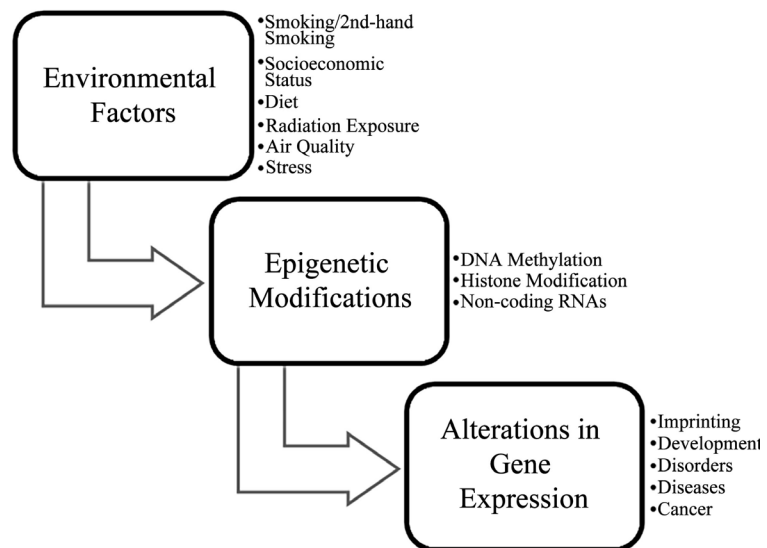 Environmental
Factors
•Smoking/2nd-hand
Smoking
•Socioeconomic
Status
•Diet
•Radiation Exposure
•Air Quality
•Stress
Epigenetic
Modifications
•DNA Methylation
•Histone Modification
•Non-coding RNAs
Alterations in
Gene
Expression
•Imprinting
•Development
•Disorders
•Diseases
•Cancer